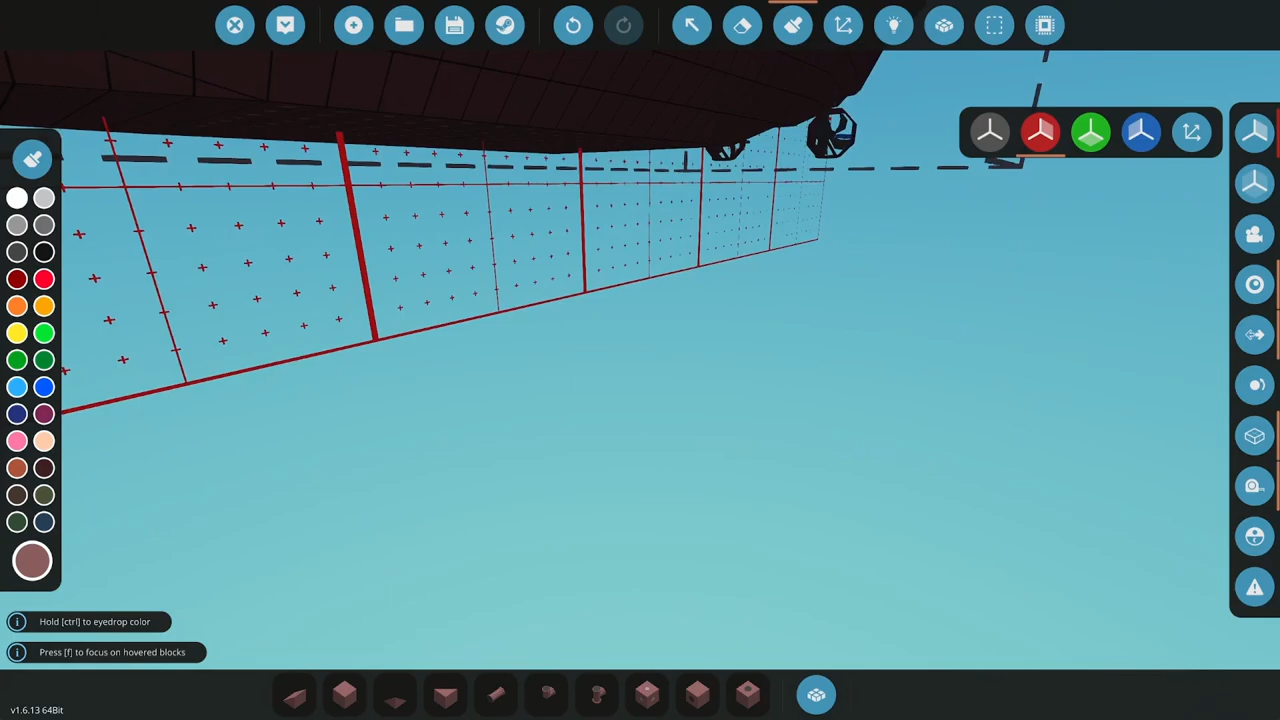 Hold [ctrl] to eyedrop color
Press [f] to focus on hovered blocks
v1.6.13 64Bit